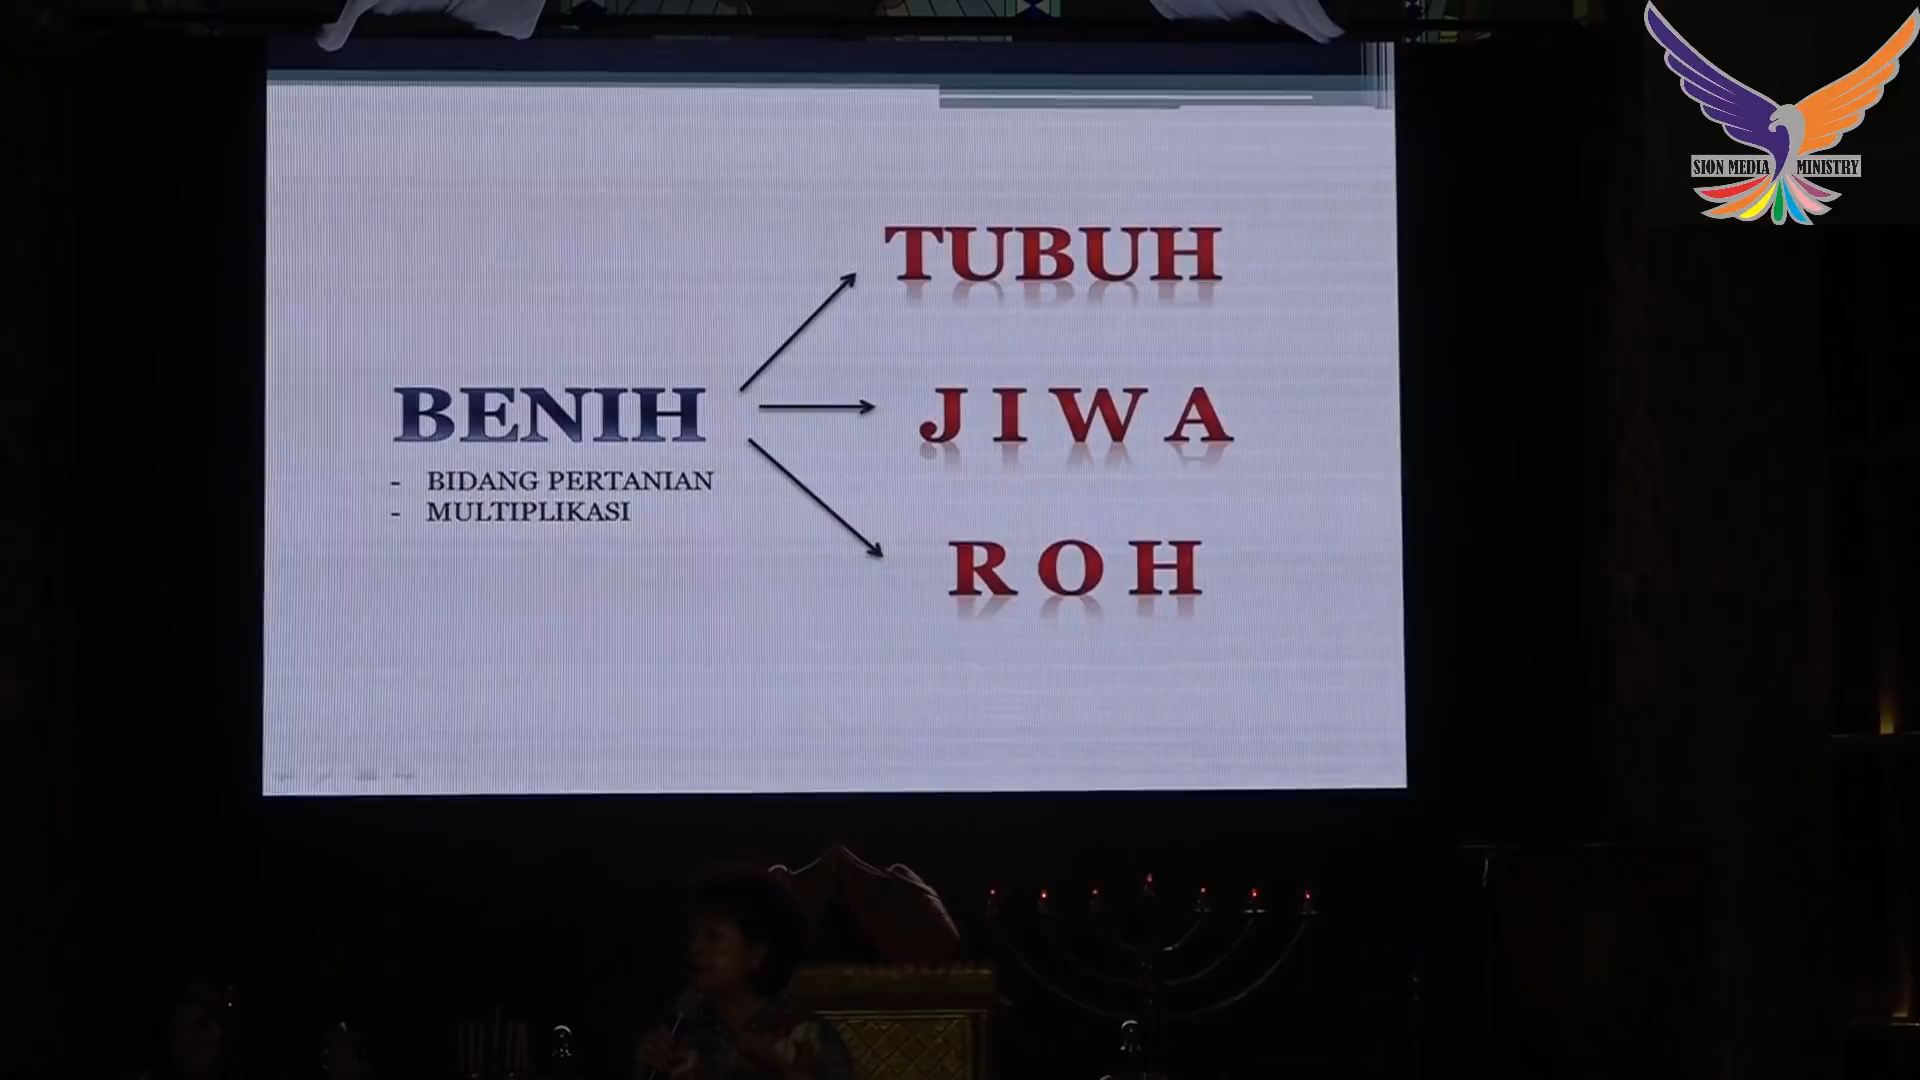 SION MEDIA MINISTRY
TUBUH
BENIH
JIWA
- BIDANG PERTANIAN
- MULTIPLIKASI
ROH